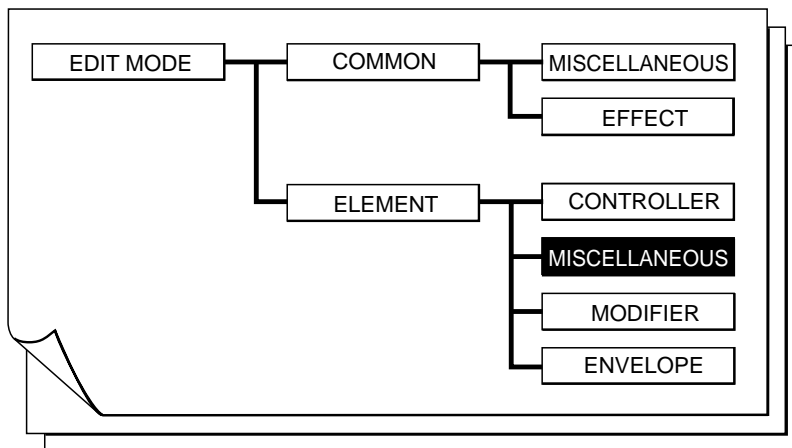 EDIT MODE
COMMON
MISCELLANEOUS
EFFECT
ELEMENT
CONTROLLER
MISCELLANEOUS
MODIFIER
ENVELOPE